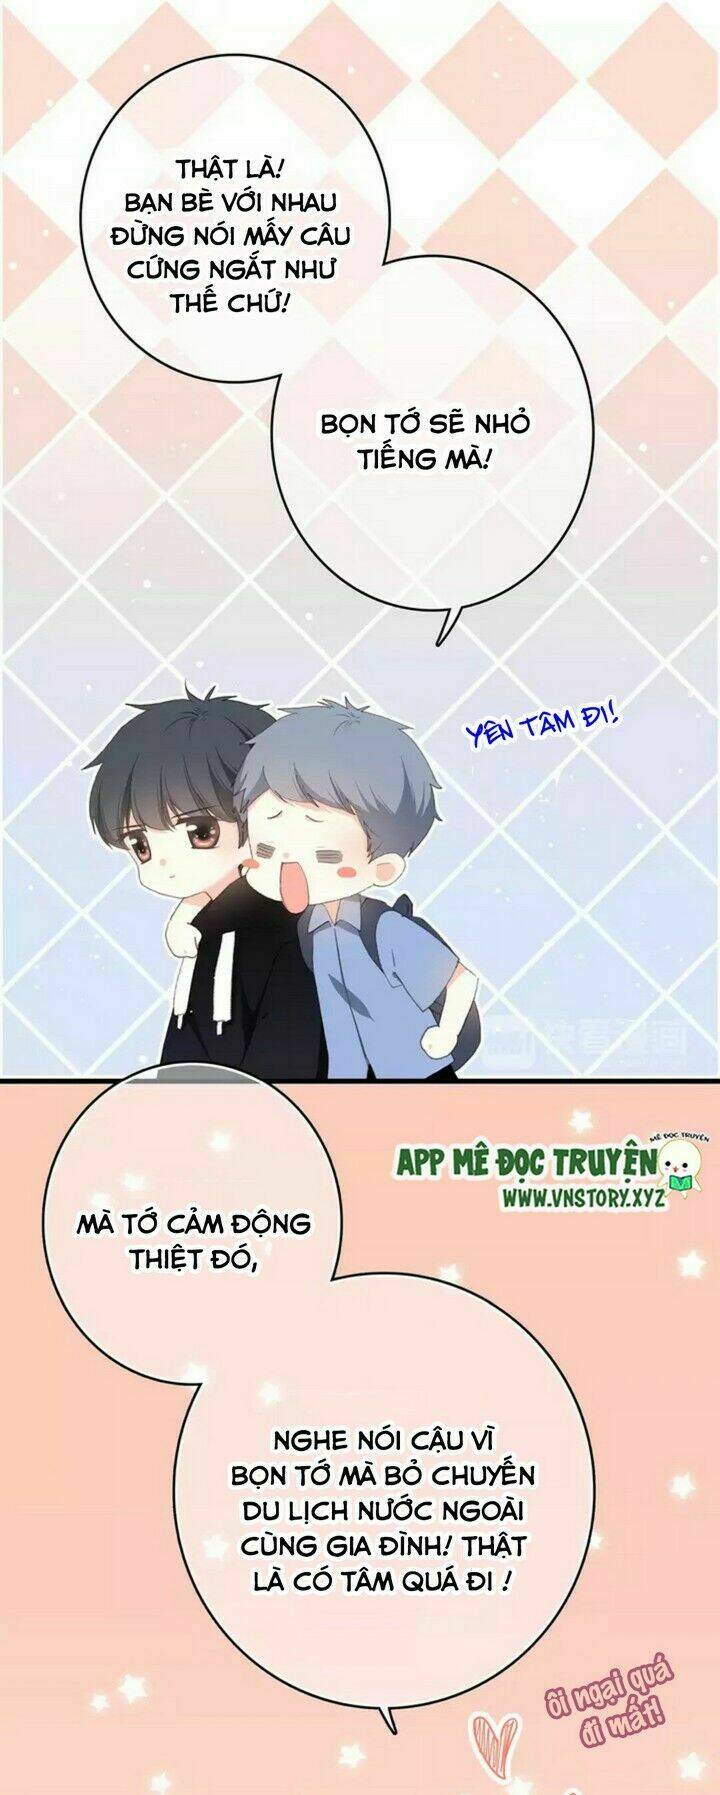 THẬT LÀ!
BẠN BÈ VỚI NHAU
ĐỪNG NÓI MẤY CÂU
CỨNG NGẮT NHƯ
THẾ CHỨ!
BỌN TỚ SẼ NHỎ
TIẾNG MÀ!
YÊN TÂM ĐI!
MÊ ĐỌC TRUYỆN
APP MÊ ĐỌC TRUYỆN
WWW.VNSTORY.XYZ
MÀ TỚ CẢM ĐỘNG
THIỆT ĐÓ,
NGHE NÓI CẬU VÌ
BỌN TỚ MÀ BỎ CHUYẾN
DU LỊCH NƯỚC NGOÀI
CÙNG GIA ĐÌNH! THẬT
LÀ CÓ TÂM QUÁ ĐI !
ôi ngại quá
đi mất!